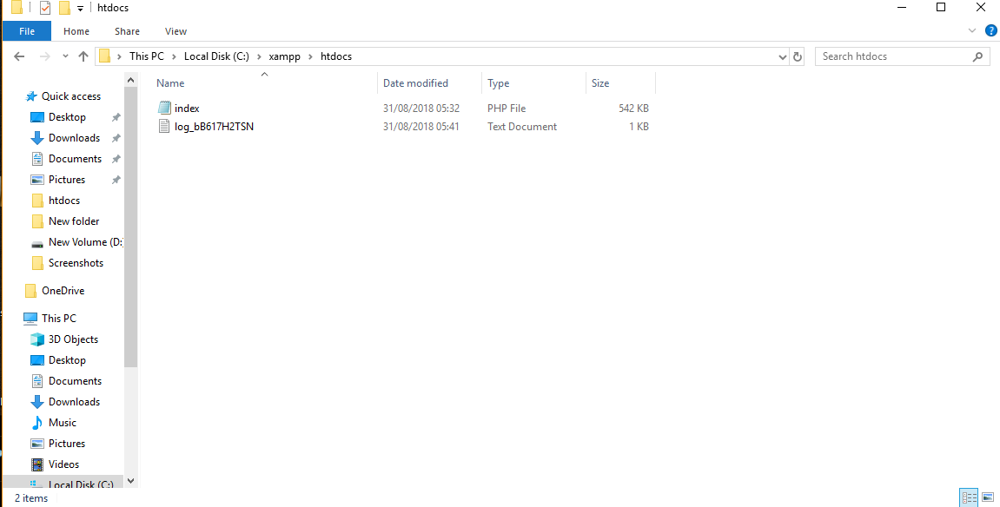 htdocs
File Home Share View
This PC Local Disk (C:) xampp htdocs Search htdocs
Name Date modified Type Size
index 31/08/2018 05:32 PHP File 542 KB
log_bB617H2TSN 31/08/2018 05:41 Text Document 1 KB
Quick access
Desktop
Downloads
Documents
Pictures
htdocs
New folder
New Volume (D:
Screenshots
OneDrive
This PC
3D Objects
Desktop
Documents
Downloads
Music
Pictures
Videos
Local Disk (C:)
2 items